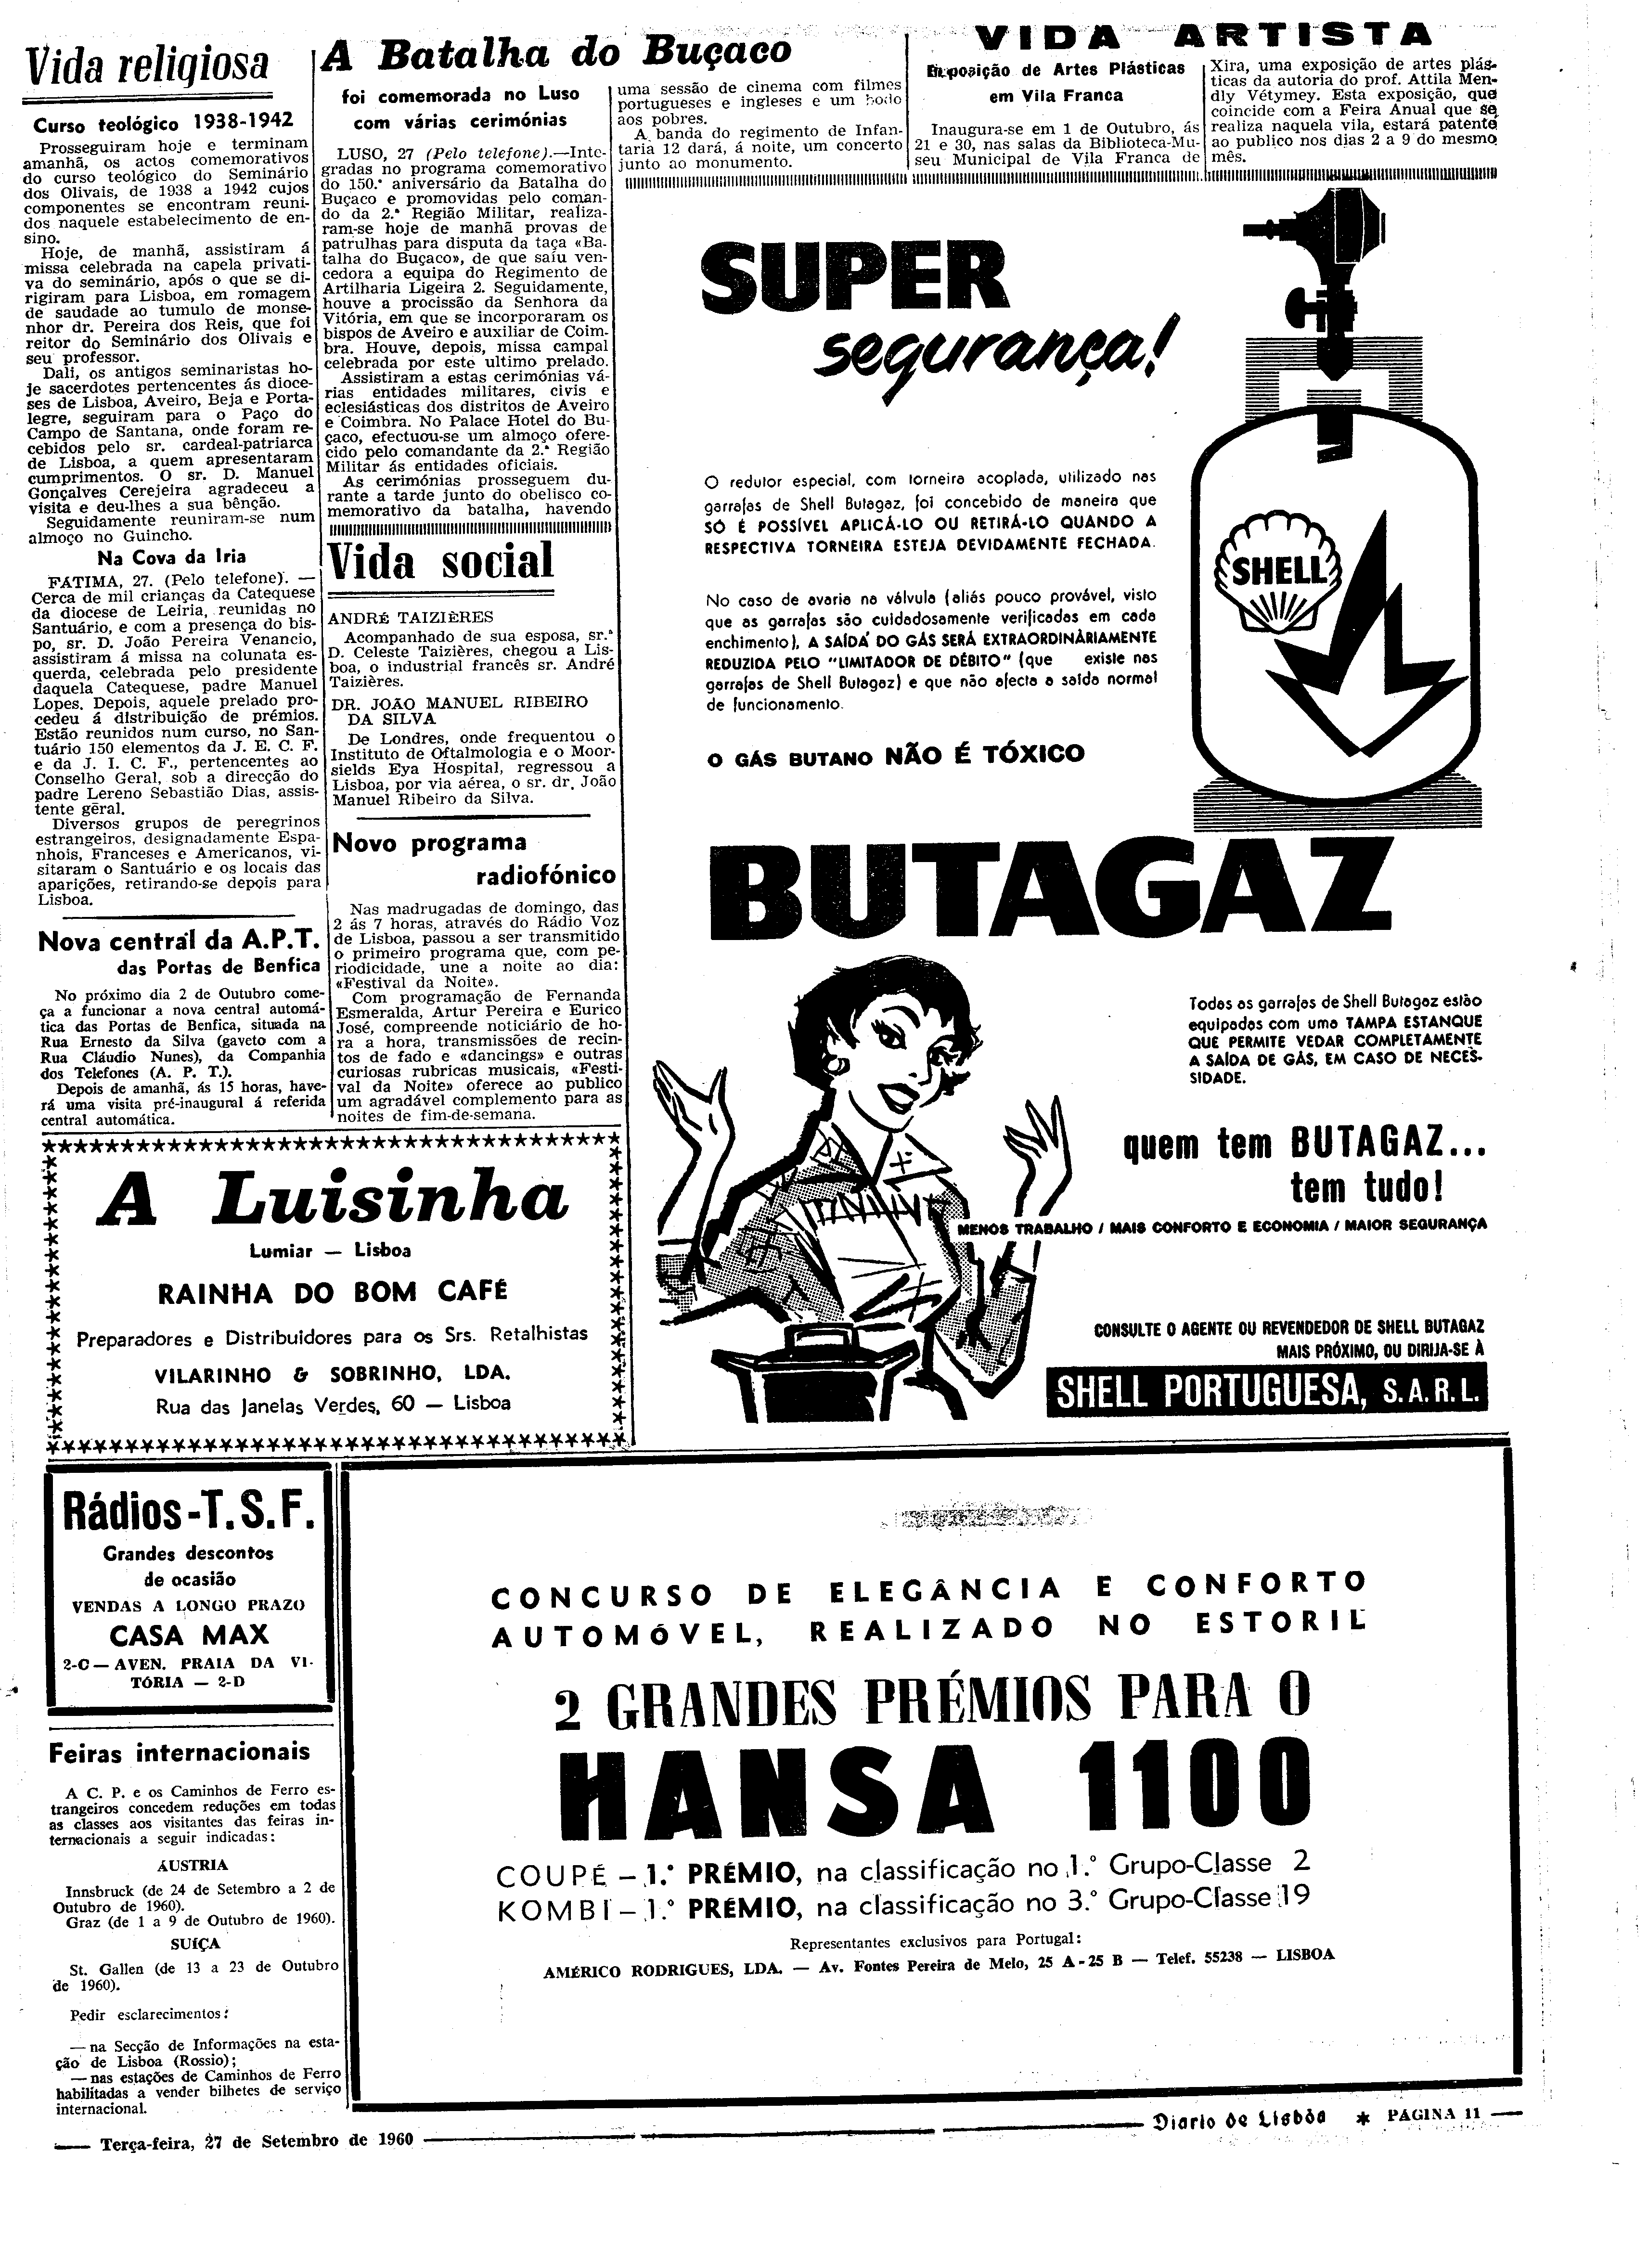 Vida religiosa
Curso teológico 1938-1942
Prosseguiram hoje e terminam
amanhã, os actos comemorativos
do curso teológico do Seminário
dos Olivais, de 1938 a 1942 cujos
componentes se encontram reuni-
dos naquele estabelecimento de en-
sino.
Hoje, de manhã, assistiram á
missa celebrada na capela privati-
va do seminário, após o que se di-
rigiram para Lisboa, em romagem
de saudade ao tumulo de monse-
nhor dr. Pereira dos Reis, que foi
reitor do Seminário dos Olivais e
seu professor.
Dali, os antigos seminaristas ho-
je sacerdotes pertencentes ás dioce-
ses de Lisboa, Aveiro, Beja e Porta-
legre, seguiram para o Paço do
Campo de Santana, onde foram re-
cebidos pelo sr. cardeal-patriarca
de Lisboa, a quem apresentaram
cumprimentos. O sr. D. Manuel
Gonçalves Cerejeira agradeceu a
visita e deu-lhes a sua bênção.
Seguidamente reuniram-se num
almoço no Guincho.
Na Cova da Iria
FÁTIMA, 27. (Pelo telefone). —
Cerca de mil crianças da Catequese
da diocese de Leiria, reunidas no
Santuário, e com a presença do bis-
po, sr. D. João Pereira Venancio,
assistiram á missa na colunata es-
querda, celebrada pelo presidente
daquela Catequese, padre Manuel
Lopes. Depois, aquele prelado pro-
cedeu á distribuição de prémios.
Estão reunidos num curso, no San-
tuário 150 elementos da J. E. C. F.
e da J. I. C. F., pertencentes ao
Conselho Geral, sob a direcção do
padre Lereno Sebastião Dias, assis-
tente geral.
Diversos grupos de peregrinos
estrangeiros, designadamente Espa-
nhois, Franceses e Americanos, vi-
sitaram o Santuário e os locais das
aparições, retirando-se depois para
Lisboa.
Nova central da A.P.T.
das Portas de Benfica
No próximo dia 2 de Outubro come-
ça a funcionar a nova central automá-
tica das Portas de Benfica, situada na
Rua Ernesto da Silva (gaveto com a
Rua Cláudio Nunes), da Companhia
dos Telefones (A. P. T.).
Depois de amanhã, ás 15 horas, have-
rá uma visita pré-inaugural á referida
central automática.
A Batalha do Buçaco
foi comemorada no Luso
com várias cerimónias
LUSO, 27 (Pelo telefone).—Inte-
gradas no programa comemorativo
do 150.º aniversário da Batalha do
Buçaco e promovidas pelo coman-
do da 2.ª Região Militar, realiza-
ram-se hoje de manhã provas de
patrulhas para disputa da taça «Ba-
talha do Buçaco», de que saíu ven-
cedora a equipa do Regimento de
Artilharia Ligeira 2. Seguidamente,
houve a procissão da Senhora da
Vitória, em que se incorporaram os
bispos de Aveiro e auxiliar de Coim-
bra. Houve, depois, missa campal
celebrada por este ultimo prelado.
Assistiram a estas cerimónias vá-
rias entidades militares, civis e
eclesiásticas dos distritos de Aveiro
e Coimbra. No Palace Hotel do Bu-
çaco, efectuou-se um almoço ofere-
cido pelo comandante da 2.ª Região
Militar ás entidades oficiais.
As cerimónias prosseguem du-
rante a tarde junto do obelisco co-
memorativo da batalha, havendo
uma sessão de cinema com filmes
portugueses e ingleses e um bodo
aos pobres.
A banda do regimento de Infan-
taria 12 dará, á noite, um concerto
junto ao monumento.
Vida social
ANDRÉ TAIZIÈRES
Acompanhado de sua esposa, sr.ª
D. Celeste Taizières, chegou a Lis-
boa, o industrial francês sr. André
Taizières.
DR. JOÃO MANUEL RIBEIRO
DA SILVA
De Londres, onde frequentou o
Instituto de Oftalmologia e o Moor-
sields Eya Hospital, regressou a
Lisboa, por via aérea, o sr. dr. João
Manuel Ribeiro da Silva.
Novo programa
radiofónico
Nas madrugadas de domingo, das
2 ás 7 horas, através do Rádio Voz
de Lisboa, passou a ser transmitido
o primeiro programa que, com pe-
riodicidade, une a noite ao dia:
«Festival da Noite».
Com programação de Fernanda
Esmeralda, Artur Pereira e Eurico
José, compreende noticiário de ho-
ra a hora, transmissões de recin-
tos de fado e «dancings» e outras
curiosas rubricas musicais, «Festi-
val da Noite» oferece ao publico
um agradável complemento para as
noites de fim-de-semana.
VIDA ARTISTA
Exposição de Artes Plásticas
em Vila Franca
Inaugura-se em 1 de Outubro, ás
21 e 30, nas salas da Biblioteca-Mu-
seu Municipal de Vila Franca de
Xira, uma exposição de artes plás-
ticas da autoria do prof. Attila Men-
dly Vétymey. Esta exposição, que
coincide com a Feira Anual que se
realiza naquela vila, estará patente
ao publico nos dias 2 a 9 do mesmo
mês.
SUPER
segurança!
O redutor especial, com torneira acoplada, utilizado nas
garrafas de Shell Butagaz, foi concebido de maneira que
SÓ É POSSÍVEL APLICÁ-LO OU RETIRÁ-LO QUANDO A
RESPECTIVA TORNEIRA ESTEJA DEVIDAMENTE FECHADA.
No caso de avaria na válvula (aliás pouco provável, visto
que as garrafas são cuidadosamente verificadas em cada
enchimento), A SAÍDA DO GÁS SERÁ EXTRAORDINÀRIAMENTE
REDUZIDA PELO "LIMITADOR DE DÉBITO" (que existe nas
garrafas de Shell Butagaz) e que não afecta a saída normal
de funcionamento.
O GÁS BUTANO NÃO É TÓXICO
SHELL
BUTAGAZ
Todas as garrafas de Shell Butagaz estão
equipadas com uma TAMPA ESTANQUE
QUE PERMITE VEDAR COMPLETAMENTE
A SAÍDA DE GÁS, EM CASO DE NECES-
SIDADE.
quem tem BUTAGAZ...
tem tudo!
MENOS TRABALHO / MAIS CONFORTO E ECONOMIA / MAIOR SEGURANÇA
CONSULTE O AGENTE OU REVENDEDOR DE SHELL BUTAGAZ
MAIS PRÓXIMO, OU DIRIJA-SE À
SHELL PORTUGUESA, S.A.R.L.
A Luisinha
Lumiar — Lisboa
RAINHA DO BOM CAFÉ
Preparadores e Distribuidores para os Srs. Retalhistas
VILARINHO & SOBRINHO, LDA.
Rua das Janelas Verdes, 60 — Lisboa
Rádios-T.S.F.
Grandes descontos
de ocasião
VENDAS A LONGO PRAZO
CASA MAX
2-C — AVEN. PRAIA DA VI-
TÓRIA — 2-D
Feiras internacionais
A C. P. e os Caminhos de Ferro es-
trangeiros concedem reduções em todas
as classes aos visitantes das feiras in-
ternacionais a seguir indicadas:
ÁUSTRIA
Innsbruck (de 24 de Setembro a 2 de
Outubro de 1960).
Graz (de 1 a 9 de Outubro de 1960).
SUÍÇA
St. Gallen (de 13 a 23 de Outubro
de 1960).
Pedir esclarecimentos:
— na Secção de Informações na esta-
ção de Lisboa (Rossio);
— nas estações de Caminhos de Ferro
habilitadas a vender bilhetes de serviço
internacional.
CONCURSO DE ELEGÂNCIA E CONFORTO
AUTOMÓVEL, REALIZADO NO ESTORIL
2 GRANDES PRÉMIOS PARA O
HANSA 1100
COUPÉ – 1.º PRÉMIO, na classificação no 1.º Grupo-Classe 2
KOMBI – 1.º PRÉMIO, na classificação no 3.º Grupo-Classe 19
Representantes exclusivos para Portugal:
AMÉRICO RODRIGUES, LDA. — Av. Fontes Pereira de Melo, 25 A-25 B — Telef. 55238 — LISBOA
Terça-feira, 27 de Setembro de 1960
Diario de Lisbôa * PÁGINA 11